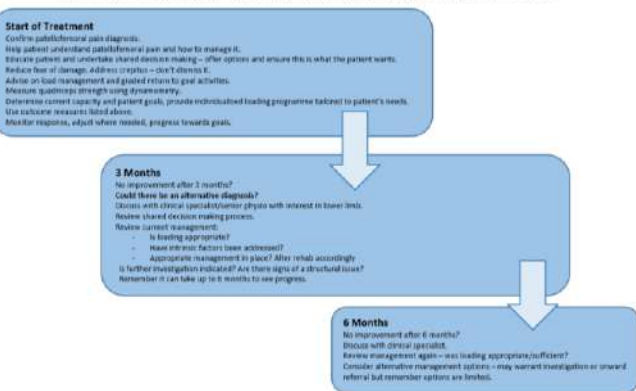 Start of Treatment
Confirm patellofemoral pain diagnosis.
Help patient understand patellofemoral pain and how to manage it.
Educate patient and undertake shared decision making – offer options and ensure this is what the patient wants.
Reduce fear of damage. Address crepitus – don't dismiss it.
Advise on load management and graded return to goal activities.
Measure quadriceps strength using dynamometry.
Determine current capacity and patient goals, provide individualised loading programme tailored to patient's needs.
Use outcome measures listed above.
Monitor response, adjust where needed, progress towards goals.
3 Months
No improvement after 3 months?
Could there be an alternative diagnosis?
Discuss with clinical specialist/senior physio with interest in lower limb.
Review shared decision making process.
Review current management:
- Is loading appropriate?
- Have intrinsic factors been addressed?
- Appropriate management in place? Alter rehab accordingly
Is further investigation indicated? Are there signs of a structural issue?
Remember it can take up to 6 months to see progress.
6 Months
No improvement after 6 months?
Discuss with clinical specialist.
Review management again – was loading appropriate/sufficient?
Consider alternative management options – may warrant investigation or onward
referral but remember options are limited.